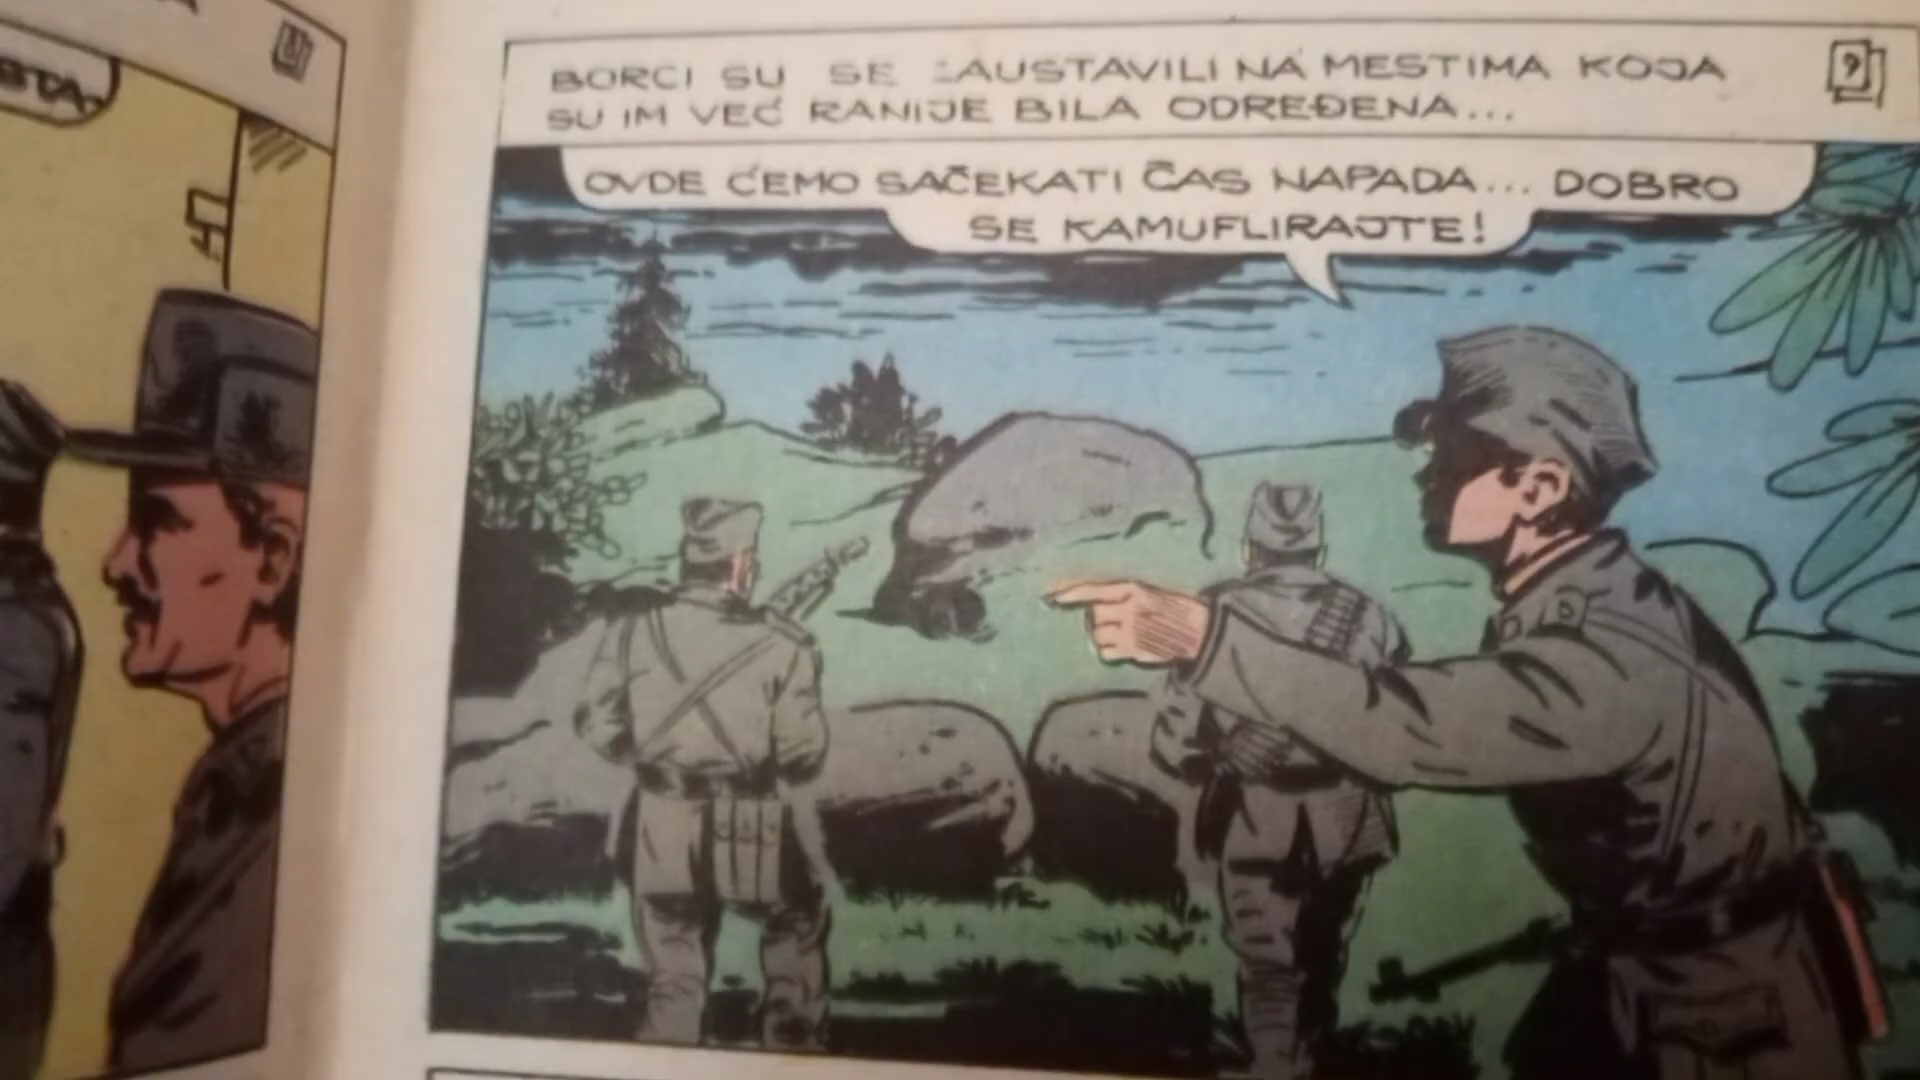 BORCI SU SE ZAUSTAVILI NA MESTIMA KOJA
SU IM VEĆ RANIJE BILA ODREĐENA...
9
OVDE ĆEMO SAČEKATI ČAS NAPADA... DOBRO
SE KAMUFLIRAJTE!